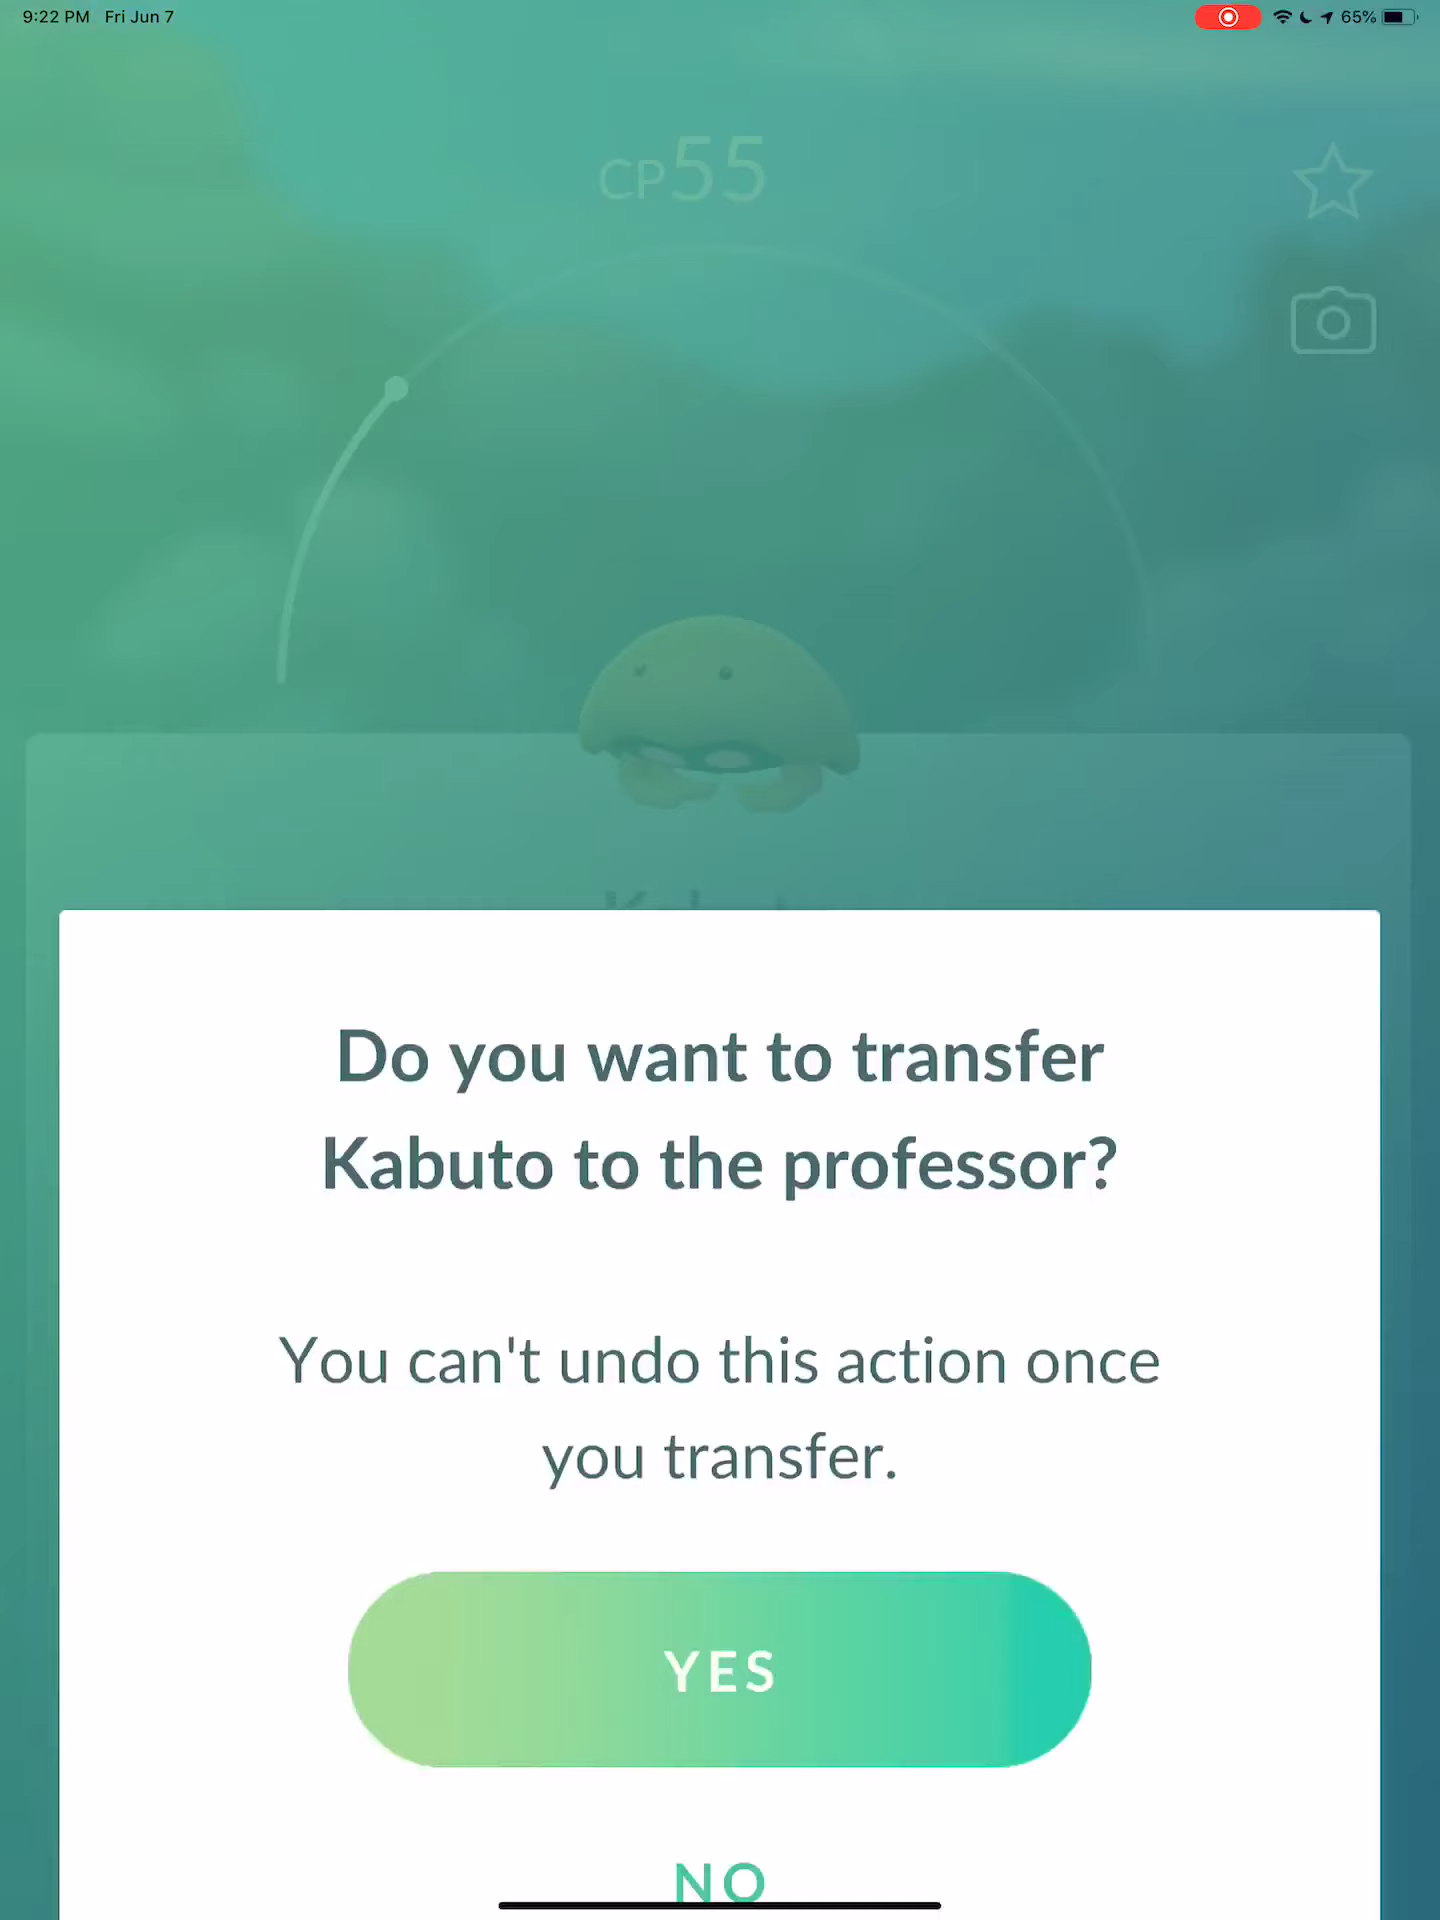 9:22 PM Fri Jun 7
65%
CP55
Do you want to transfer
Kabuto to the professor?
You can't undo this action once
you transfer.
YES
NO